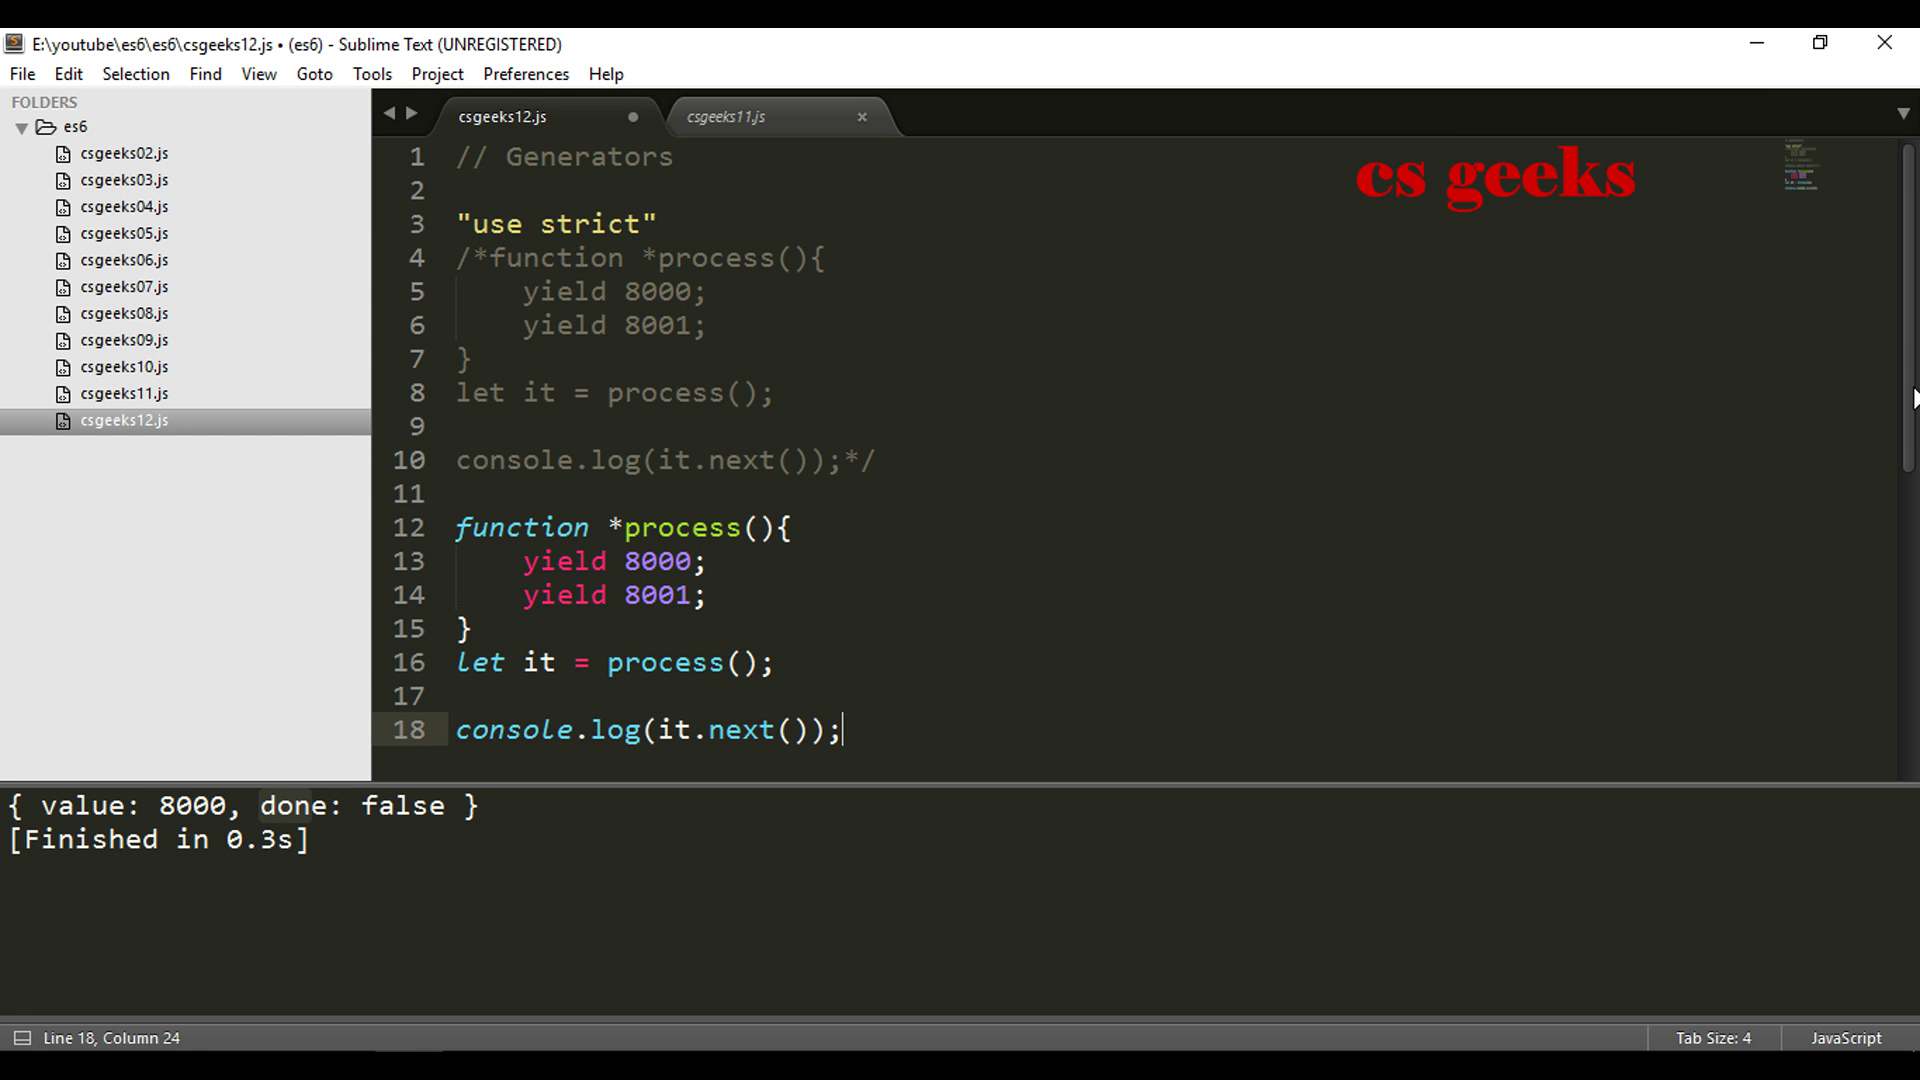 E:\youtube\es6\es6\csgeeks12.js • (es6) - Sublime Text (UNREGISTERED)
File Edit Selection Find View Goto Tools Project Preferences Help
FOLDERS
es6
csgeeks02.js
csgeeks03.js
csgeeks04.js
csgeeks05.js
csgeeks06.js
csgeeks07.js
csgeeks08.js
csgeeks09.js
csgeeks10.js
csgeeks11.js
csgeeks12.js
csgeeks12.js csgeeks11.js
cs geeks
1 // Generators
2
3 "use strict"
4 /*function *process(){
5     yield 8000;
6     yield 8001;
7 }
8 let it = process();
9
10 console.log(it.next());*/
11
12 function *process(){
13     yield 8000;
14     yield 8001;
15 }
16 let it = process();
17
18 console.log(it.next());
{ value: 8000, done: false }
[Finished in 0.3s]
Line 18, Column 24 Tab Size: 4 JavaScript